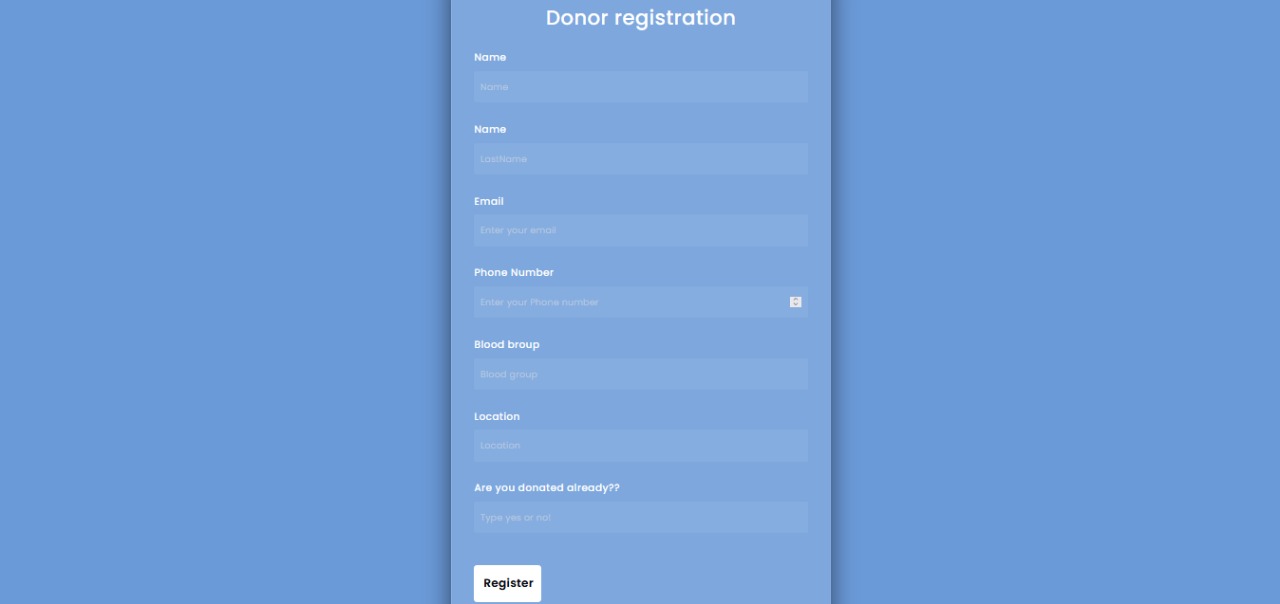 Donor registration
Name
Name
Name
LastName
Email
Enter your email
Phone Number
Enter your Phone number
Blood broup
Blood group
Location
Location
Are you donated already??
Type yes or no!
Register